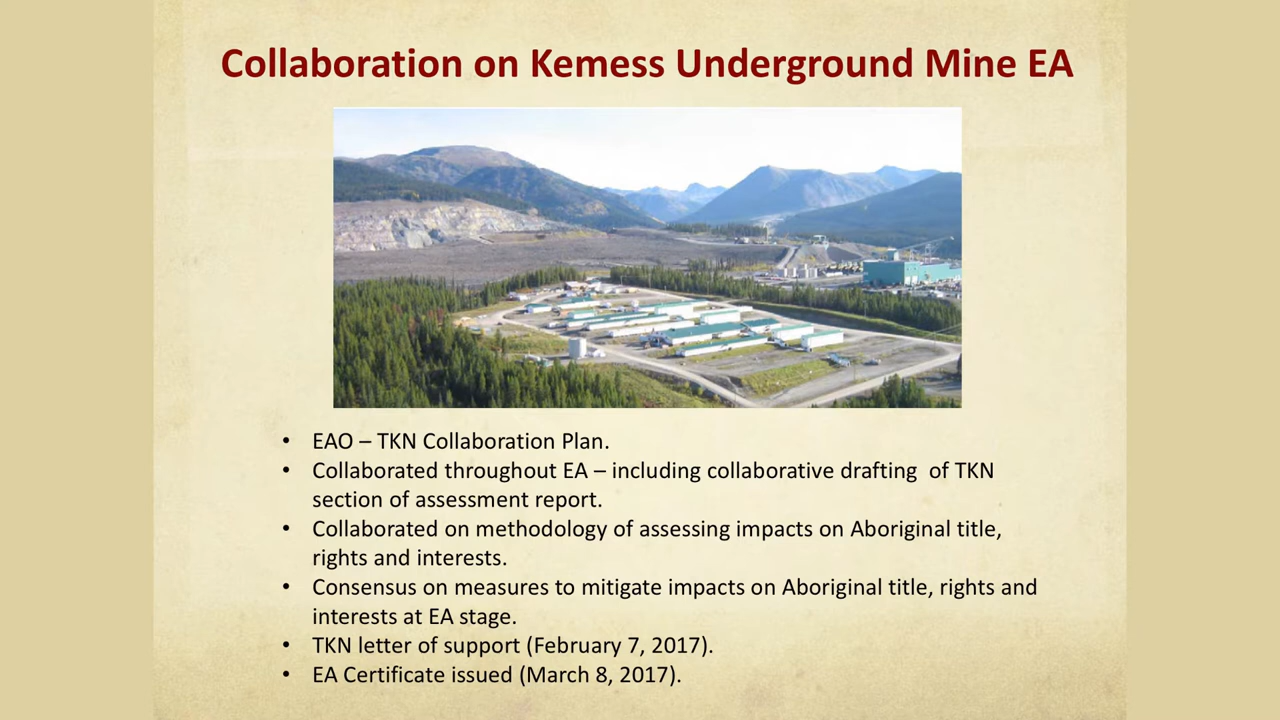 Collaboration on Kemess Underground Mine EA
• EAO – TKN Collaboration Plan.
• Collaborated throughout EA – including collaborative drafting  of TKN
section of assessment report.
• Collaborated on methodology of assessing impacts on Aboriginal title,
rights and interests.
• Consensus on measures to mitigate impacts on Aboriginal title, rights and
interests at EA stage.
• TKN letter of support (February 7, 2017).
• EA Certificate issued (March 8, 2017).